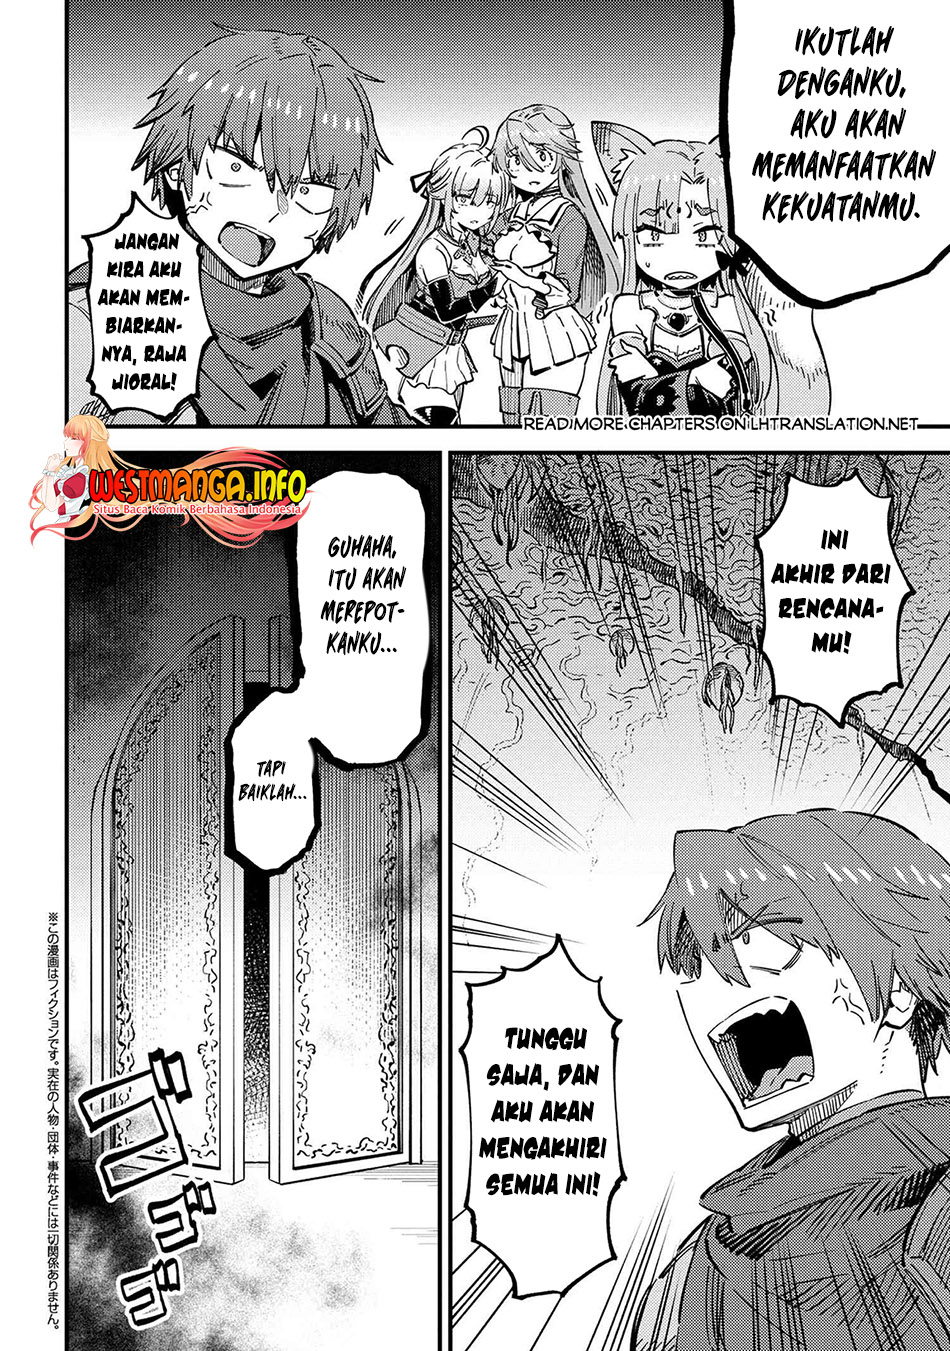 IKUTLAH
DENGANKU,
AKU AKAN
MEMANFAATKAN
KEKUATANMU.
JANGAN
KIRA AKU
AKAN MEM-
BIARKAN-
NYA, RAJA
JIORAL!
READ MORE CHAPTERS ON LHTRANSLATION.NET
WESTMANGA.INFO
Situs Baca Komik Berbahasa Indonesia
INI
AKHIR DARI
RENCANA-
MU!
GUHAHA,
ITU AKAN
MEREPOT-
KANKU...
TAPI
BAIKLAH...
TUNGGU
SAJA, DAN
AKU AKAN
MENGAKHIRI
SEMUA INI!
ゴゴゴ
※この漫画はフィクションです。実在の人物・団体・事件などには一切関係ありません。